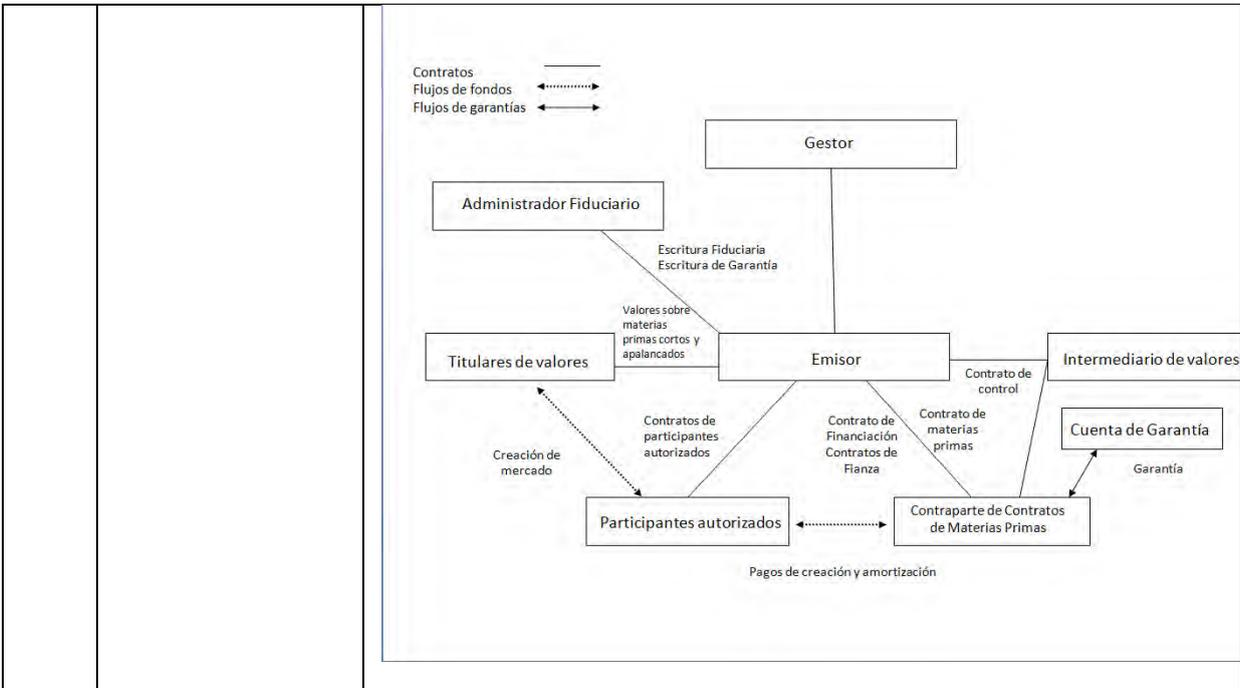 Contratos
Flujos de fondos
Flujos de garantías
Gestor
Administrador Fiduciario
Escritura Fiduciaria
Escritura de Garantía
Valores sobre
materias
primas cortos y
apalancados
Titulares de valores
Emisor
Intermediario de valores
Contrato de
control
Contratos de
participantes
autorizados
Contrato de
Financiación
Contratos de
Fianza
Contrato de
materias
primas
Cuenta de Garantía
Creación de
mercado
Garantía
Participantes autorizados
Contraparte de Contratos
de Materias Primas
Pagos de creación y amortización